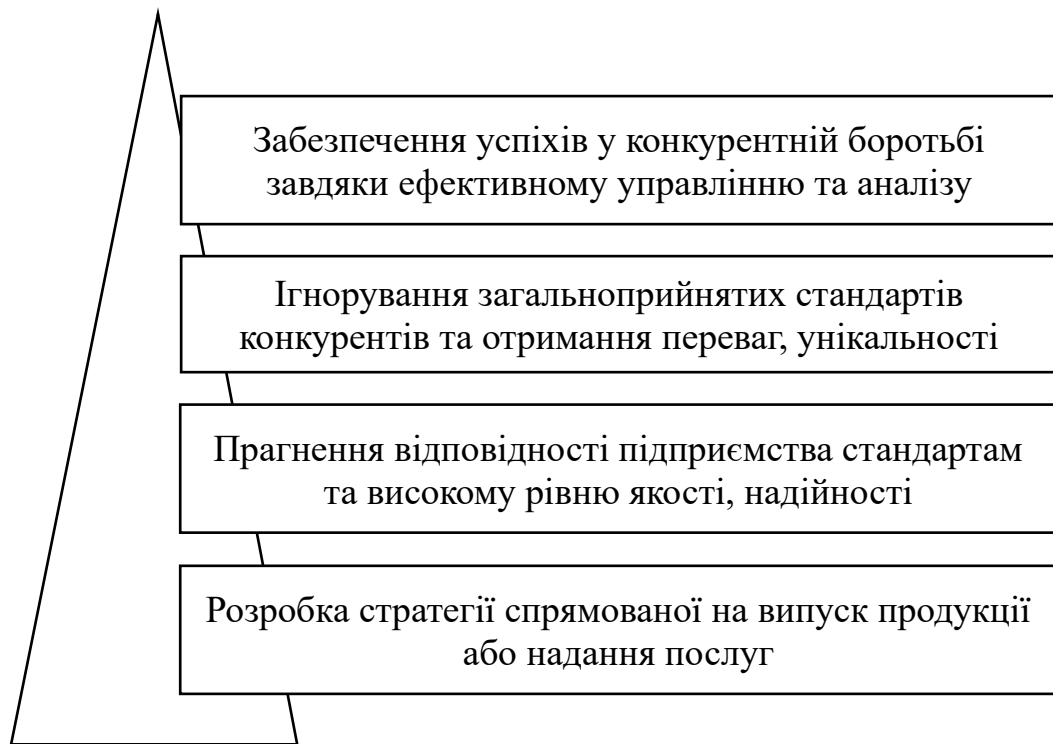 Забезпечення успіхів у конкурентній боротьбі
завдяки ефективному управлінню та аналізу
Ігнорування загальноприйнятих стандартів
конкурентів та отримання переваг, унікальності
Прагнення відповідності підприємства стандартам
та високому рівню якості, надійності
Розробка стратегії спрямованої на випуск продукції
або надання послуг